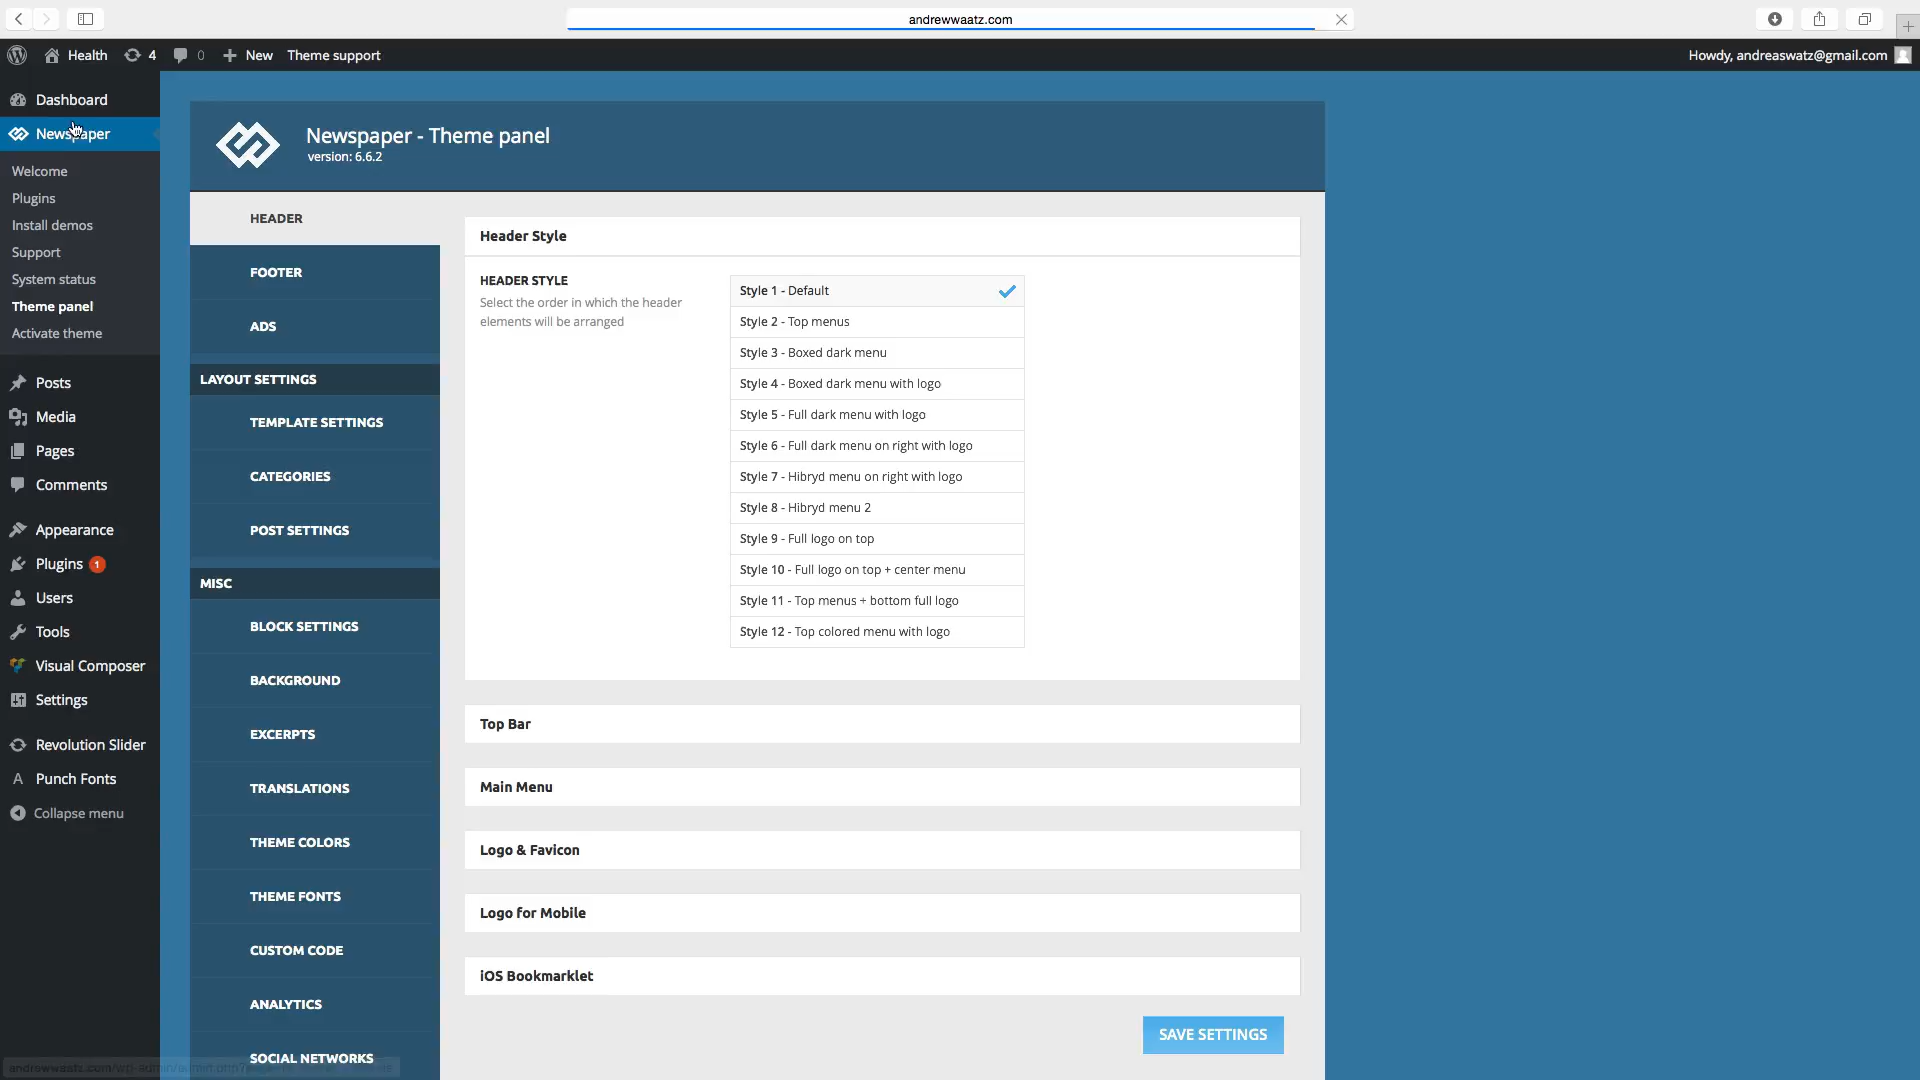 andrewwaatz.com
Health
4
0
New
Theme support
Howdy, andreaswatz@gmail.com
Dashboard
Newspaper
Welcome
Plugins
Install demos
Support
System status
Theme panel
Activate theme
Posts
Media
Pages
Comments
Appearance
Plugins 1
Users
Tools
Visual Composer
Settings
Revolution Slider
A Punch Fonts
Collapse menu
Newspaper - Theme panel
version: 6.6.2
HEADER
FOOTER
ADS
LAYOUT SETTINGS
TEMPLATE SETTINGS
CATEGORIES
POST SETTINGS
MISC
BLOCK SETTINGS
BACKGROUND
EXCERPTS
TRANSLATIONS
THEME COLORS
THEME FONTS
CUSTOM CODE
ANALYTICS
SOCIAL NETWORKS
Header Style
HEADER STYLE
Select the order in which the header
elements will be arranged
Style 1 - Default
Style 2 - Top menus
Style 3 - Boxed dark menu
Style 4 - Boxed dark menu with logo
Style 5 - Full dark menu with logo
Style 6 - Full dark menu on right with logo
Style 7 - Hibryd menu on right with logo
Style 8 - Hibryd menu 2
Style 9 - Full logo on top
Style 10 - Full logo on top + center menu
Style 11 - Top menus + bottom full logo
Style 12 - Top colored menu with logo
Top Bar
Main Menu
Logo & Favicon
Logo for Mobile
iOS Bookmarklet
SAVE SETTINGS